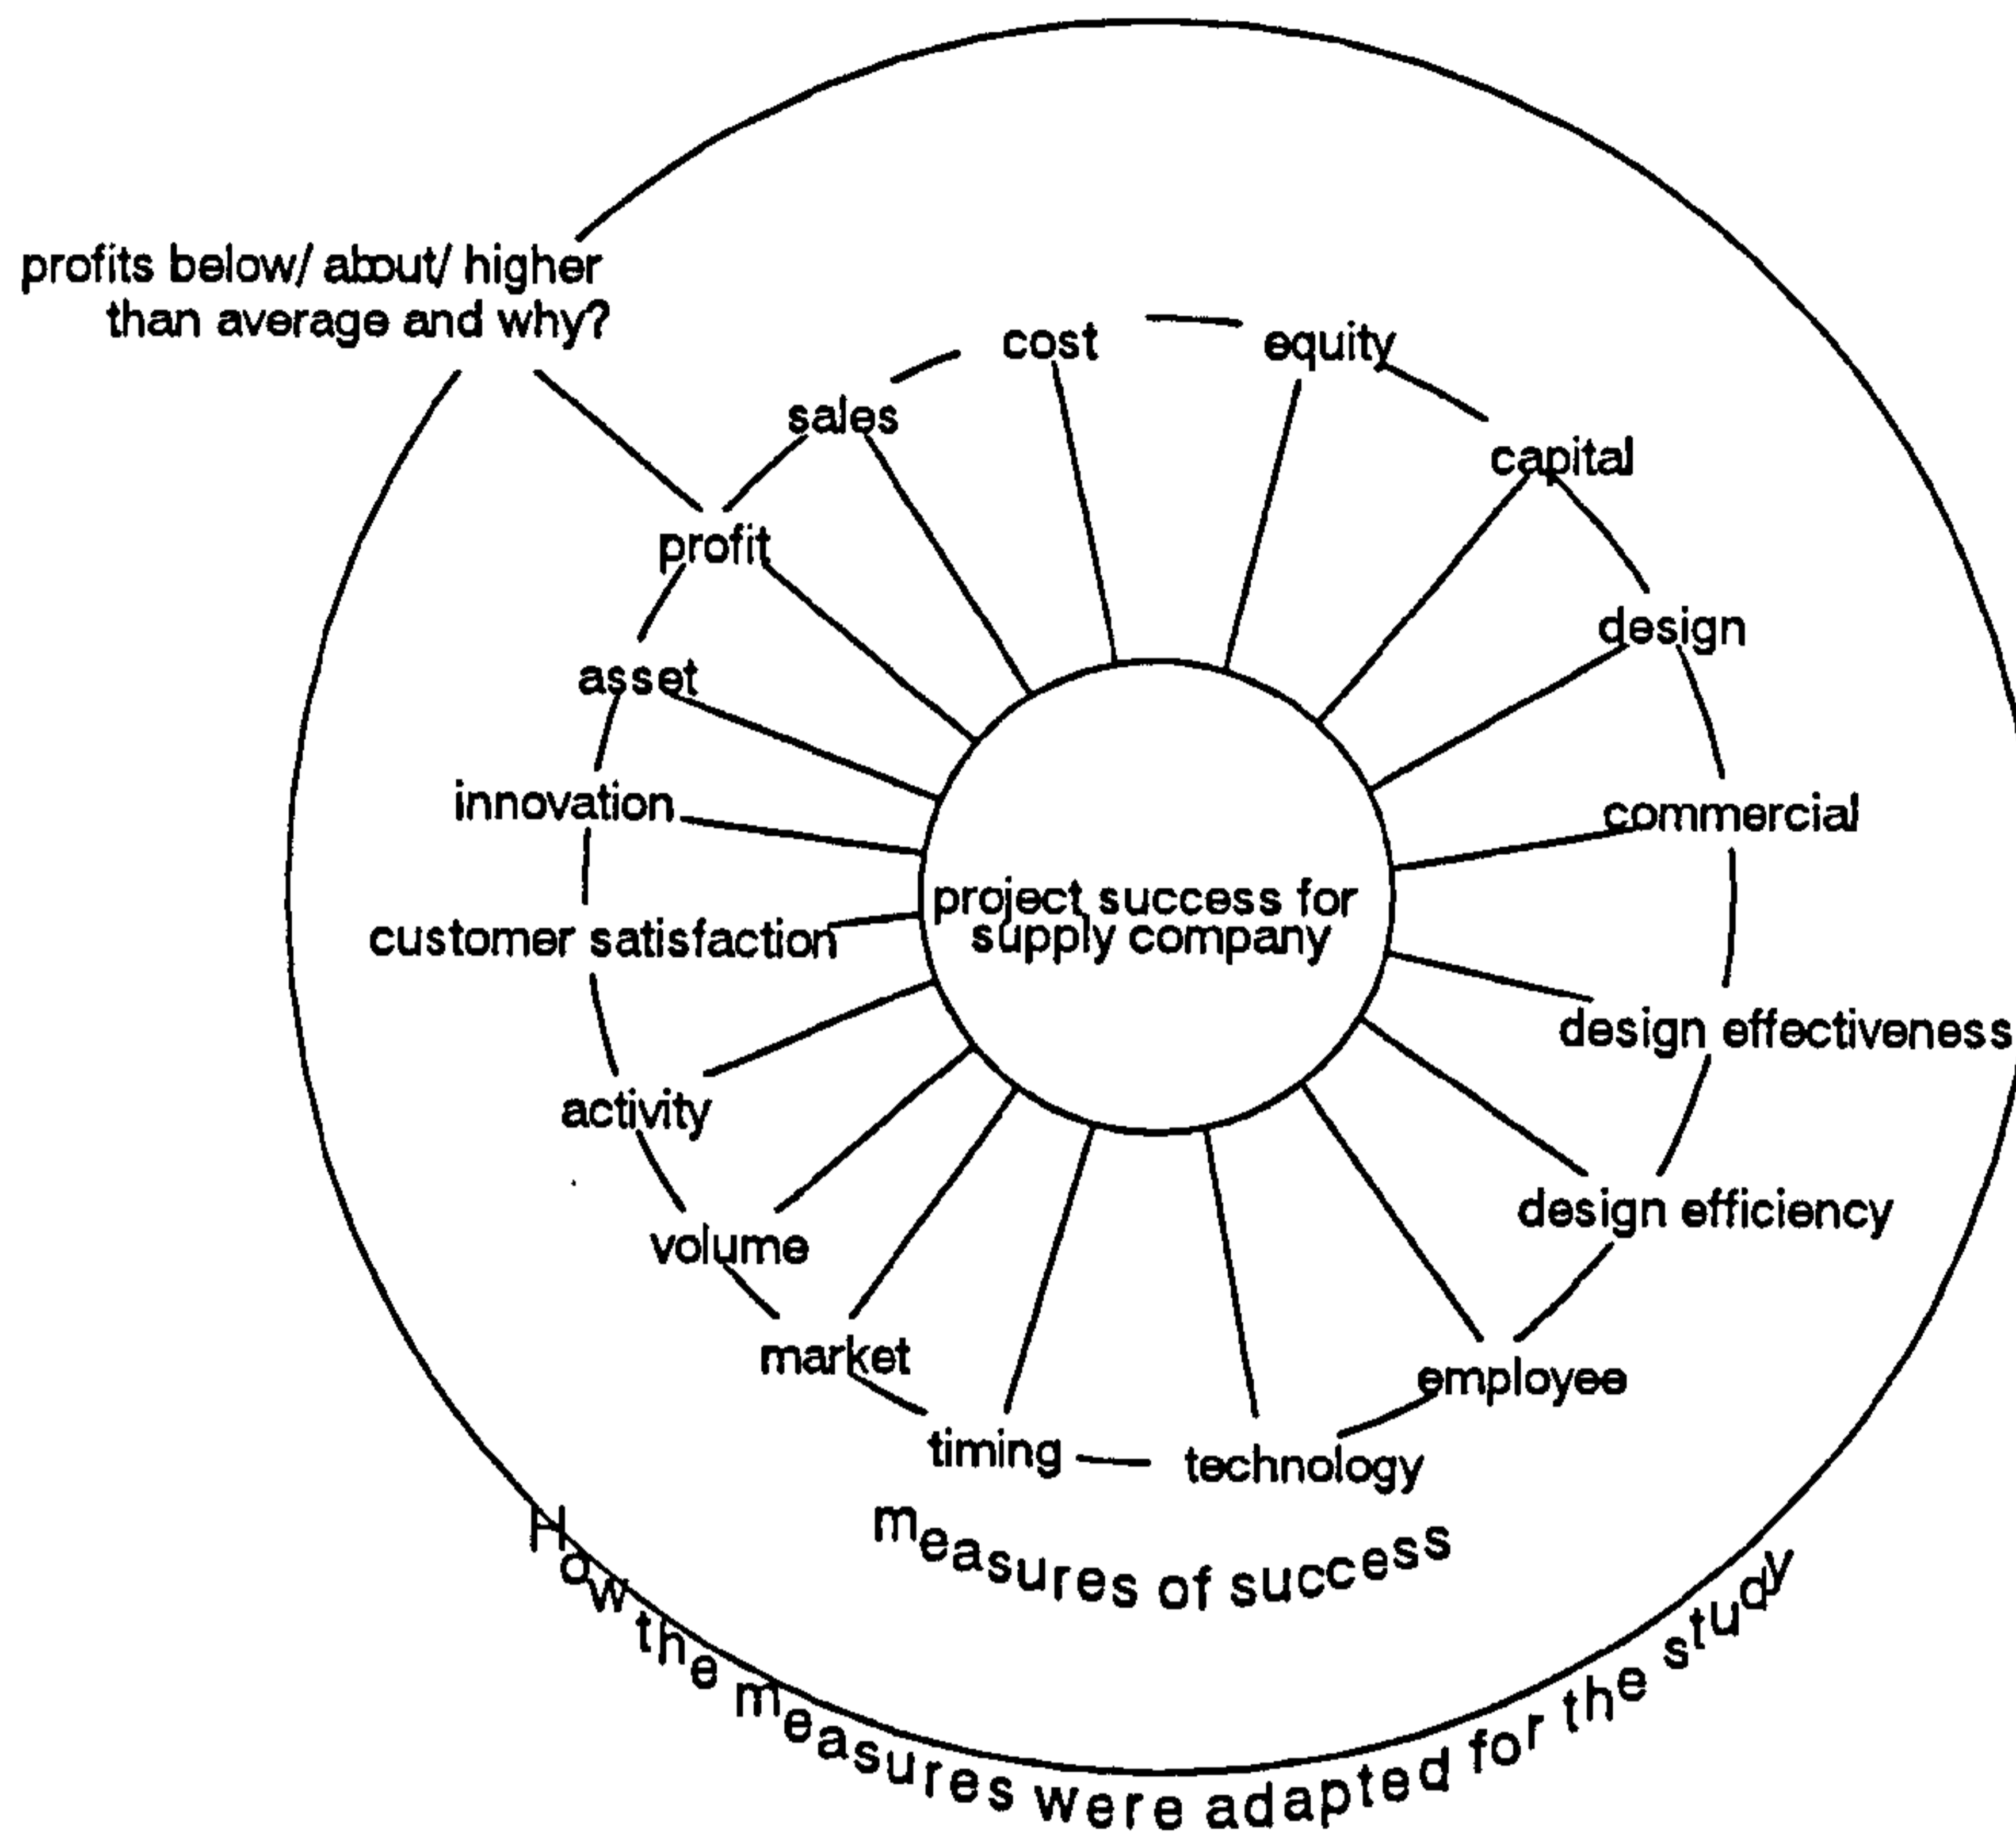 profits below/ about/ higher
than average and why?
cost
equity
sales
capital
profit
design
asset
innovation
commercial
project success for
supply company
customer satisfaction
design effectiveness
activity
design efficiency
volume
market
employee
timing
technology
measures of success
How the measures were adapted for the study